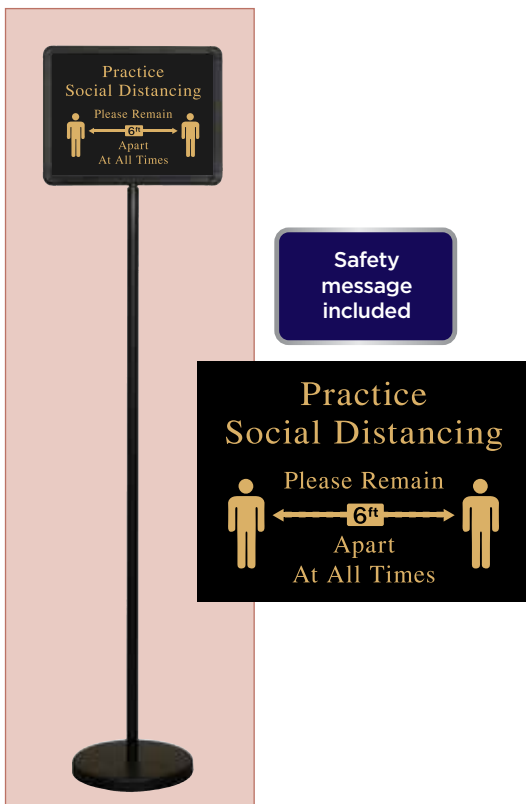 Practice
Social Distancing
Please Remain
6ft
Apart
At All Times
Safety
message
included
Practice
Social Distancing
Please Remain
6ft
Apart
At All Times